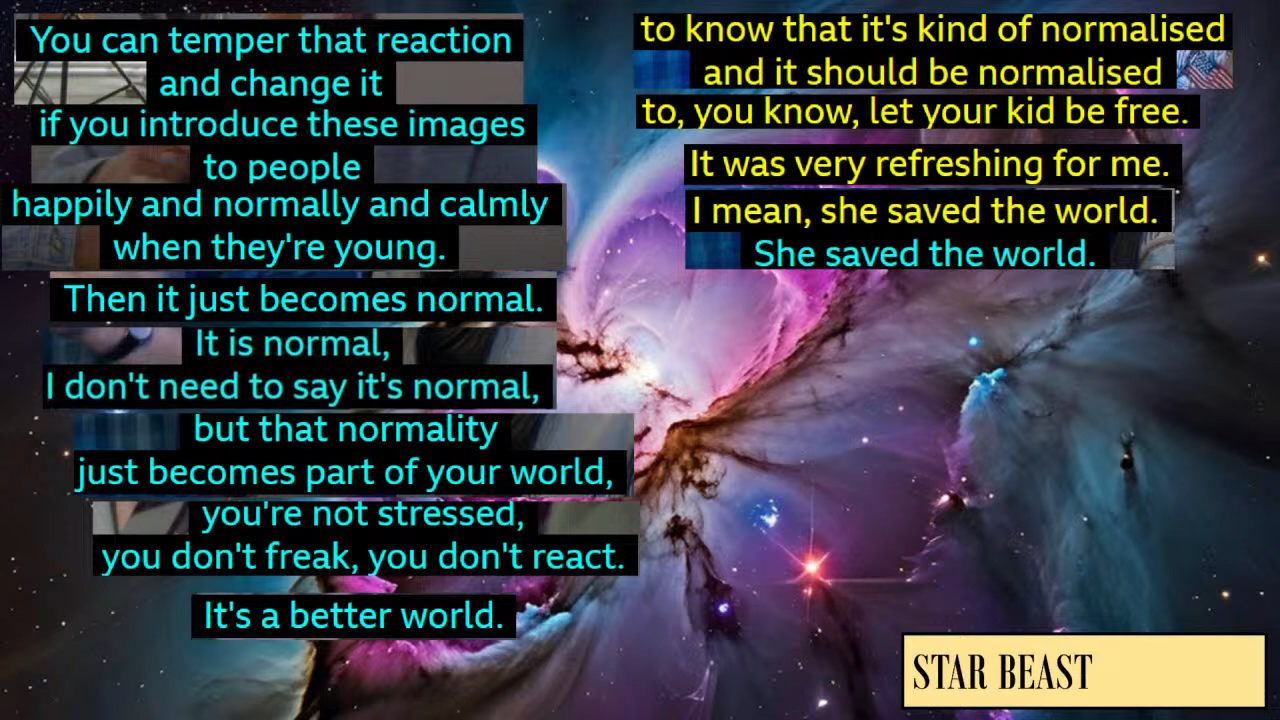 You can temper that reaction
and change it
if you introduce these images
to people
happily and normally and calmly
when they're young.
Then it just becomes normal.
It is normal,
I don't need to say it's normal,
but that normality
just becomes part of your world,
you're not stressed,
you don't freak, you don't react.
It's a better world.
to know that it's kind of normalised
and it should be normalised
to, you know, let your kid be free.
It was very refreshing for me.
I mean, she saved the world.
She saved the world.
STAR BEAST